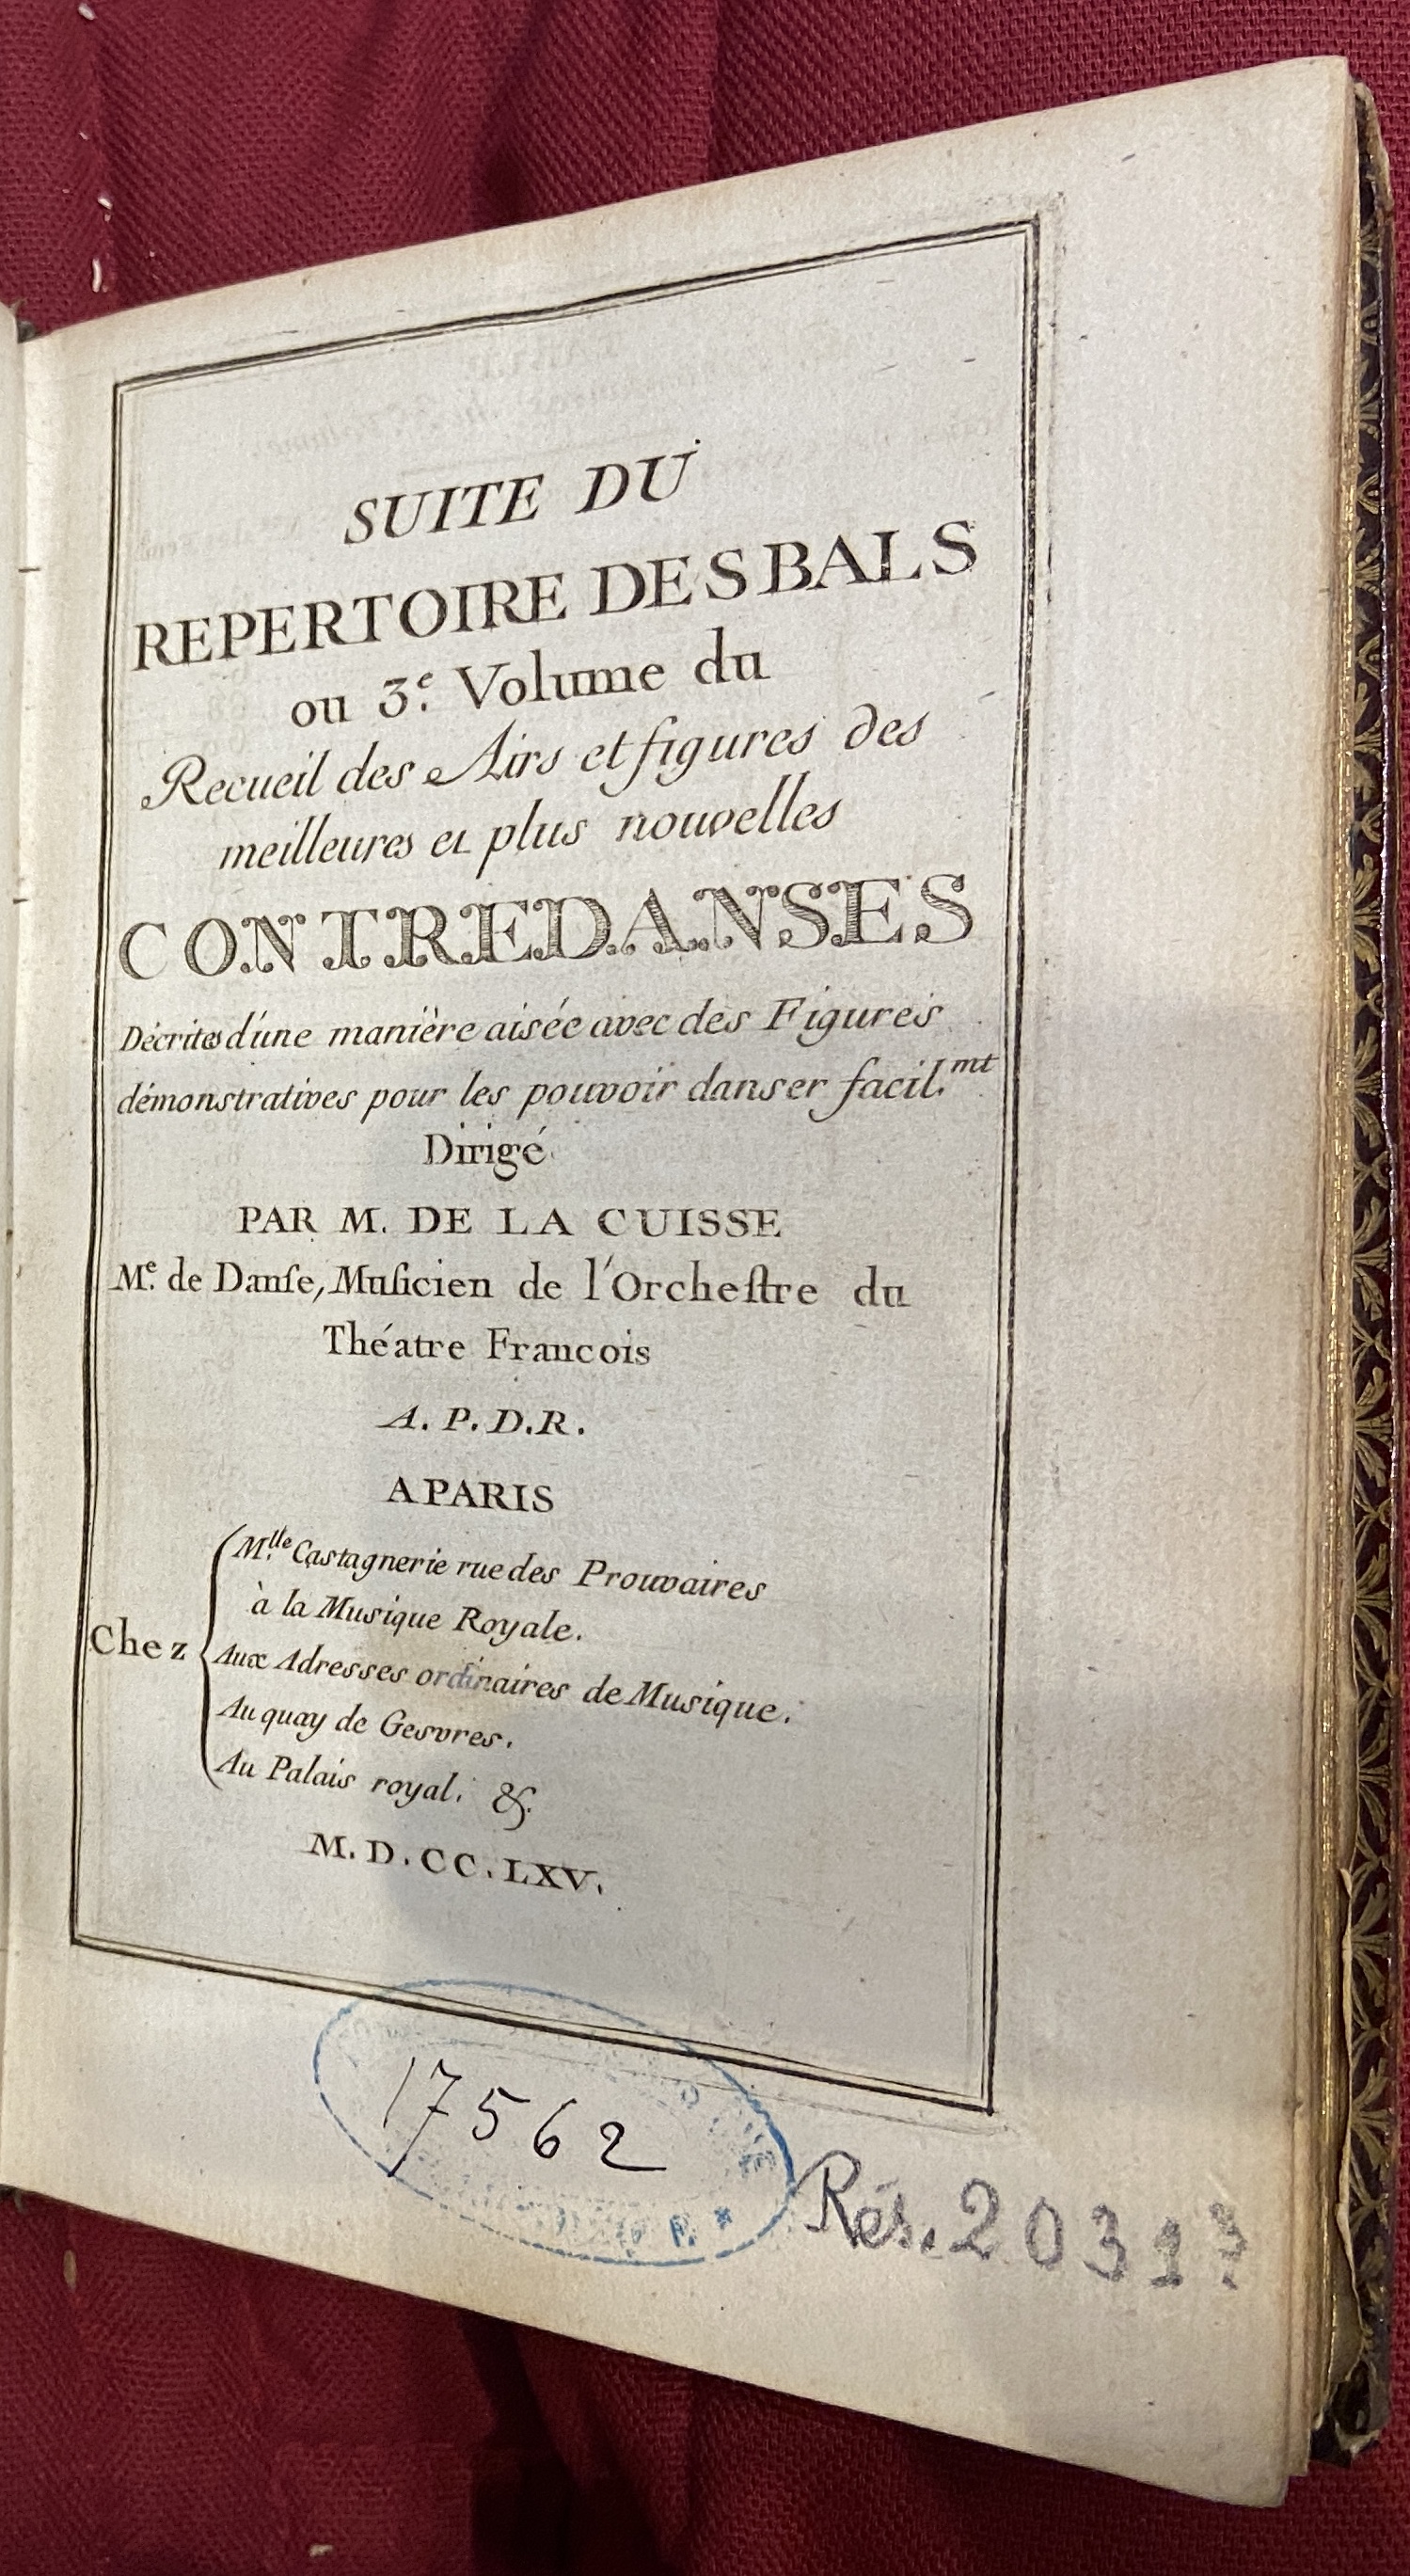 SUITE DU
REPERTOIRE DES BALS
ou 3.e Volume du
Recueil des Airs et figures des
meilleures et plus nouvelles
CONTREDANSES
Décrites d'une manière aisée avec des Figures
démonstratives pour les pouvoir danser facil.mt
Dirigé
PAR M. DE LA CUISSE
M.e de Danſe, Muſicien de l'Orcheſtre du
Théatre Francois
A. P. D. R.
A PARIS
Chez
M.lle Castagnerie rue des Prouvaires
à la Musique Royale.
Aux Adresses ordinaires de Musique.
Au quay de Gesvres.
Au Palais royal. &.
M. D. CC. LXV.
17562
Rés. 20313